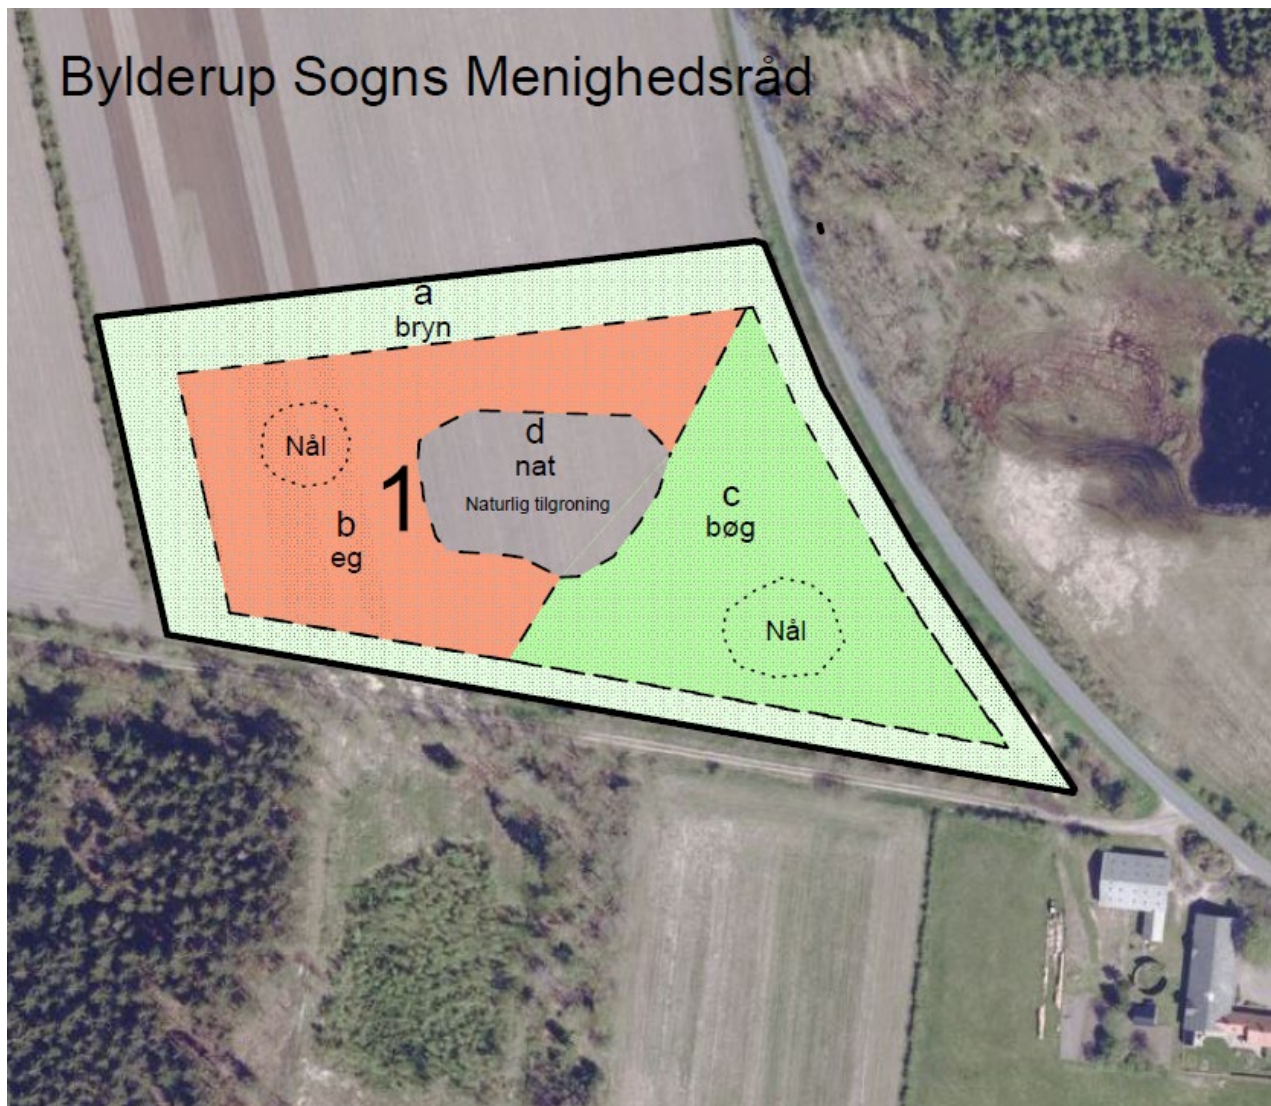 Bylderup Sogns Menighedsråd
a
bryn
Nål
d
nat
Naturlig tilgroning
1
b
eg
c
bøg
Nål